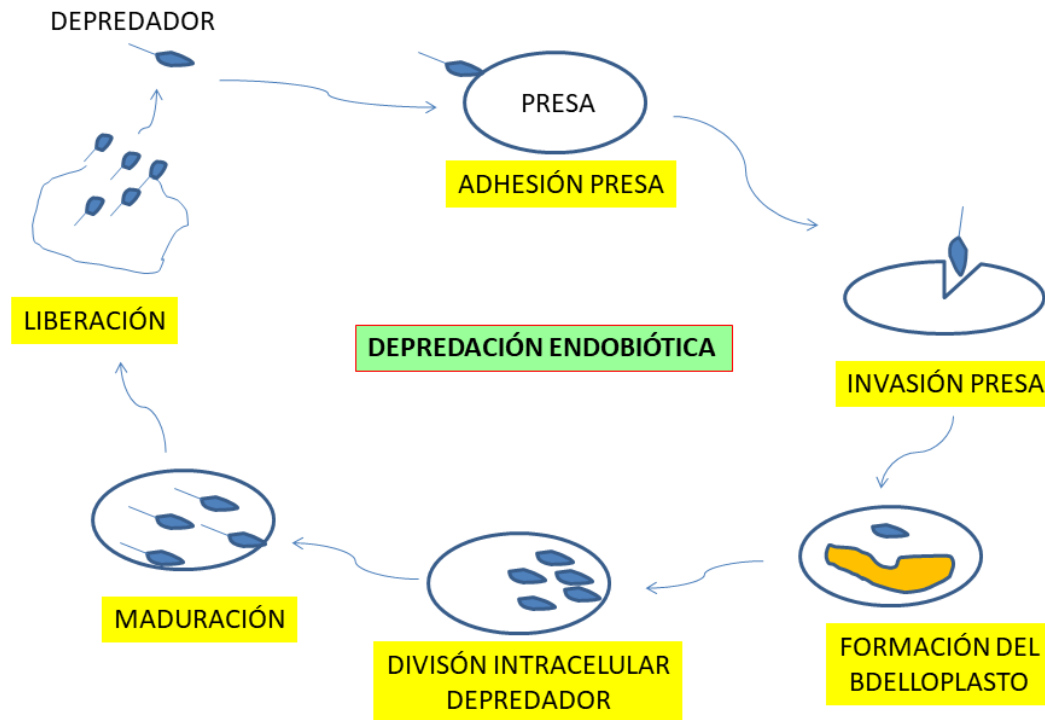 DEPREDADOR
PRESA
ADHESIÓN PRESA
INVASIÓN PRESA
FORMACIÓN DEL
BDELLOPLASTO
DIVISÓN INTRACELULAR
DEPREDADOR
MADURACIÓN
LIBERACIÓN
DEPREDACIÓN ENDOBIÓTICA